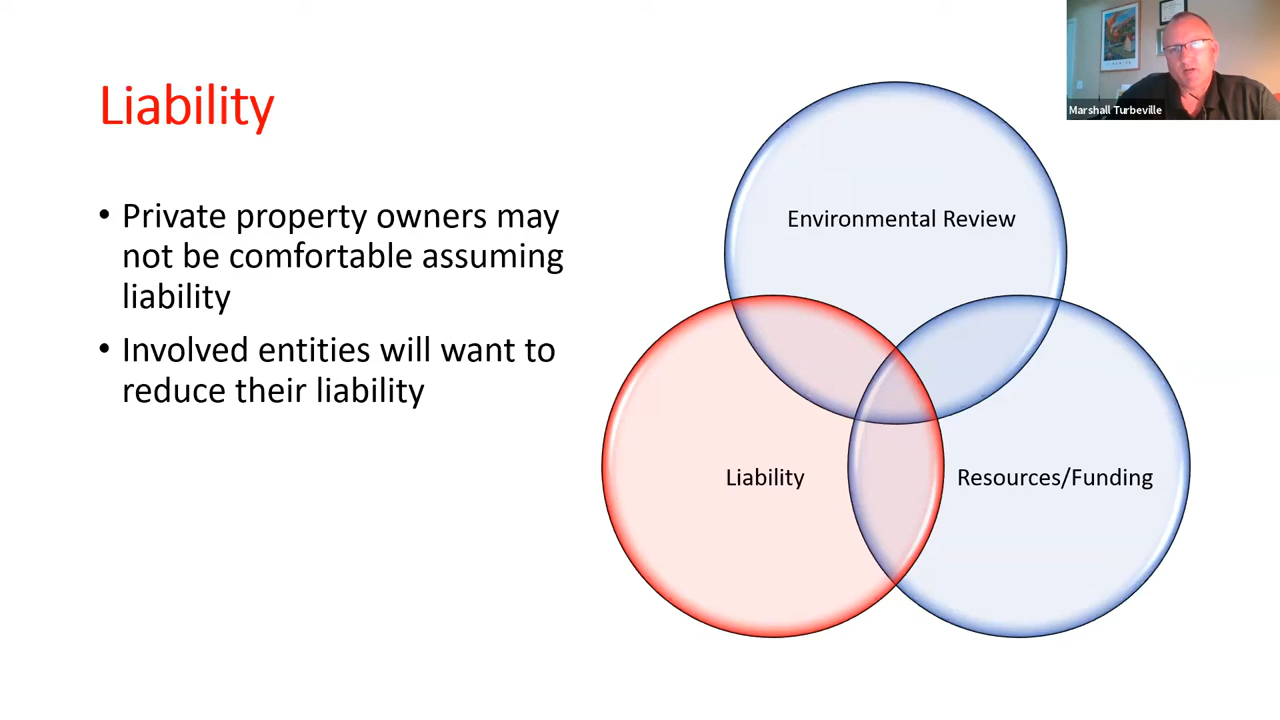 Liability
• Private property owners may
not be comfortable assuming
liability
• Involved entities will want to
reduce their liability
Environmental Review
Liability
Resources/Funding
Marshall Turbeville